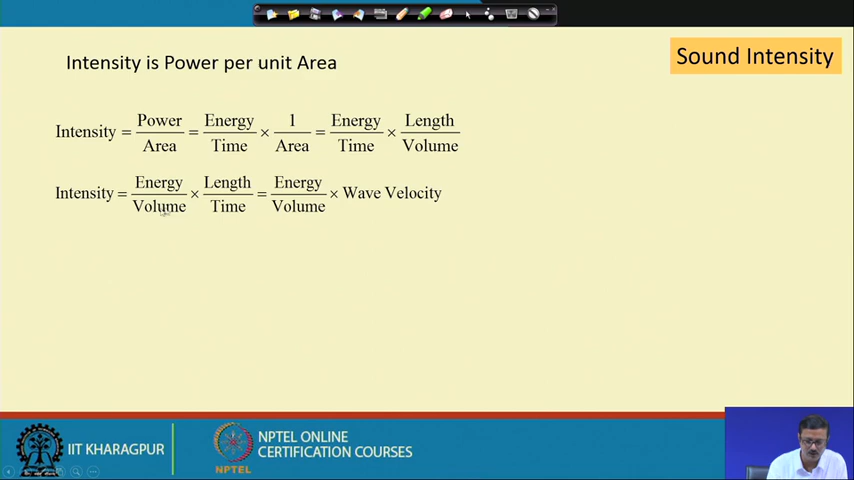 Sound Intensity
Intensity is Power per unit Area
Intensity = Power/Area = Energy/Time × 1/Area = Energy/Time × Length/Volume
Intensity = Energy/Volume × Length/Time = Energy/Volume × Wave Velocity
IIT KHARAGPUR
NPTEL
NPTEL ONLINE
CERTIFICATION COURSES